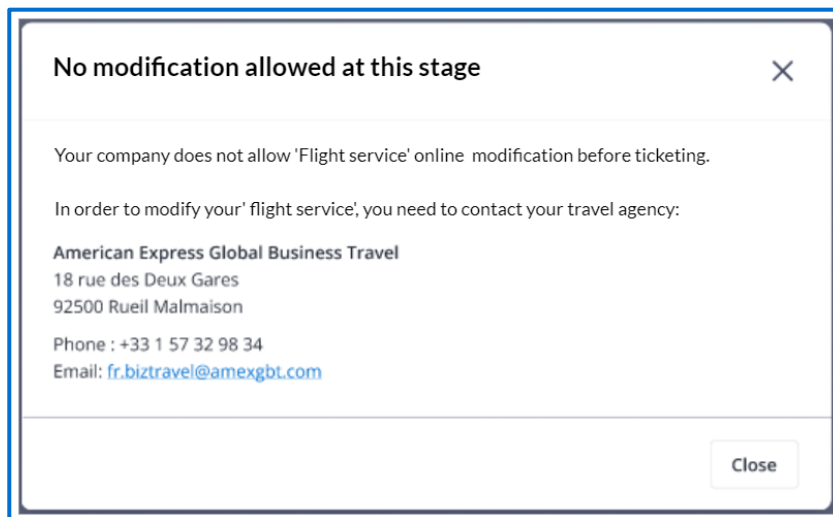 No modification allowed at this stage
Your company does not allow 'Flight service' online  modification before ticketing.
In order to modify your' flight service', you need to contact your travel agency:
American Express Global Business Travel
18 rue des Deux Gares
92500 Rueil Malmaison
Phone : +33 1 57 32 98 34
Email: fr.biztravel@amexgbt.com
Close